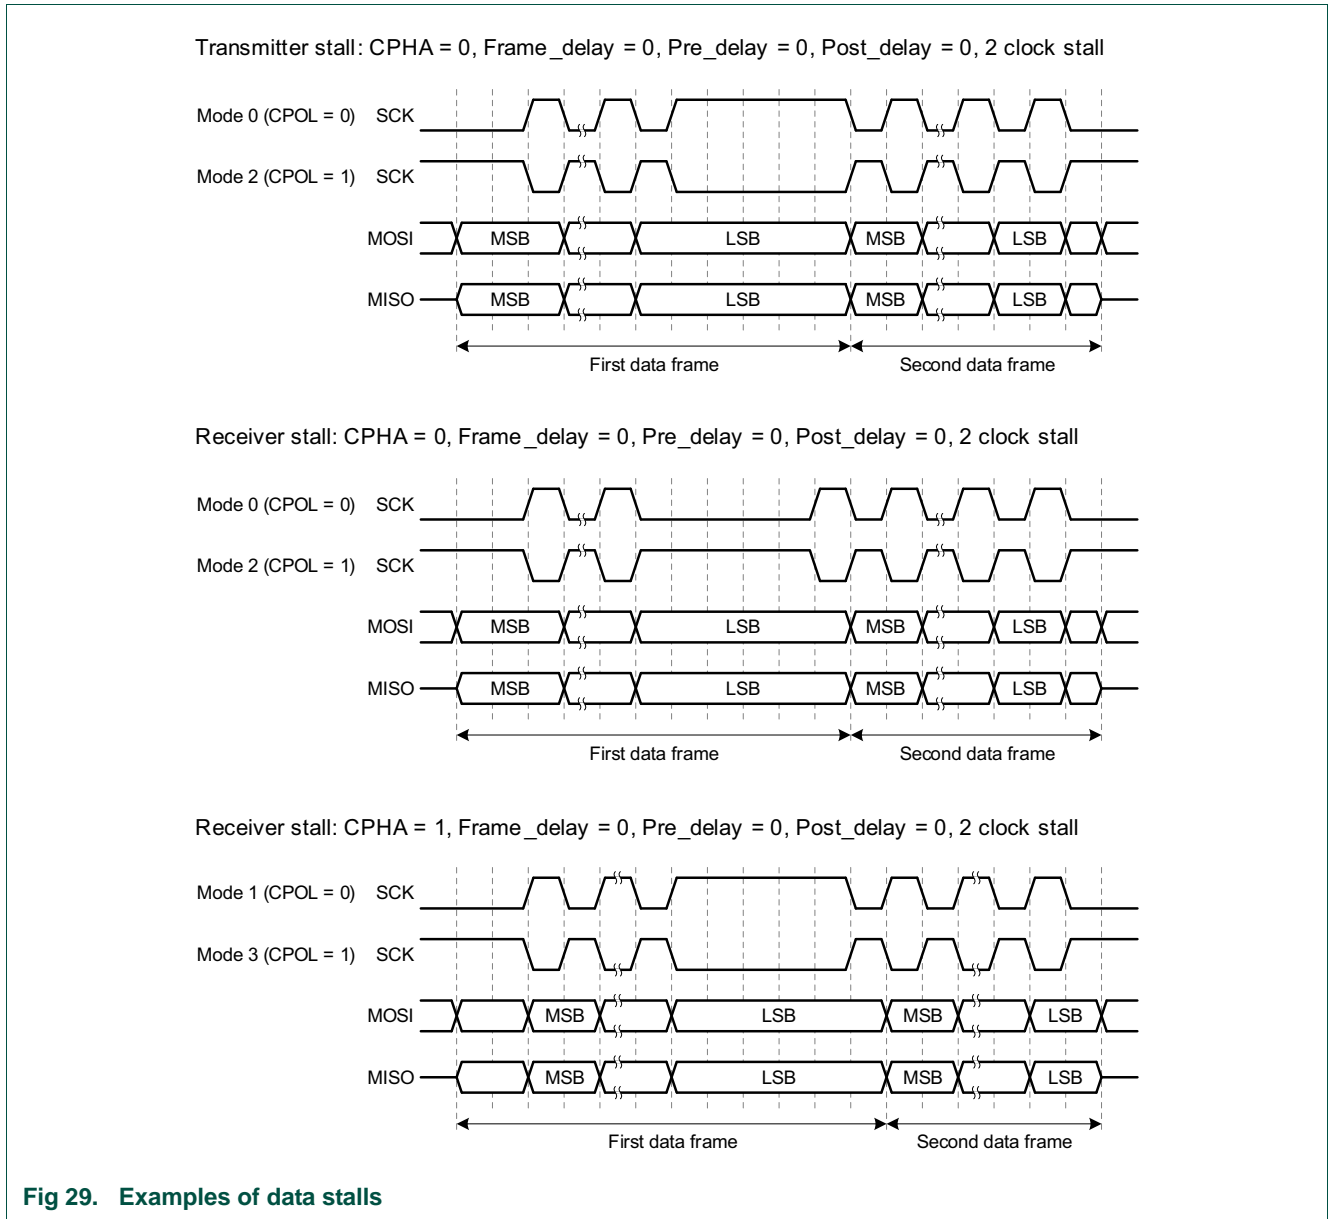 Transmitter stall: CPHA = 0, Frame_delay = 0, Pre_delay = 0, Post_delay = 0, 2 clock stall
Mode 0 (CPOL = 0) SCK
Mode 2 (CPOL = 1) SCK
MOSI MSB LSB MSB LSB
MISO MSB LSB MSB LSB
First data frame Second data frame
Receiver stall: CPHA = 0, Frame_delay = 0, Pre_delay = 0, Post_delay = 0, 2 clock stall
Mode 0 (CPOL = 0) SCK
Mode 2 (CPOL = 1) SCK
MOSI MSB LSB MSB LSB
MISO MSB LSB MSB LSB
First data frame Second data frame
Receiver stall: CPHA = 1, Frame_delay = 0, Pre_delay = 0, Post_delay = 0, 2 clock stall
Mode 1 (CPOL = 0) SCK
Mode 3 (CPOL = 1) SCK
MOSI MSB LSB MSB LSB
MISO MSB LSB MSB LSB
First data frame Second data frame
Fig 29. Examples of data stalls